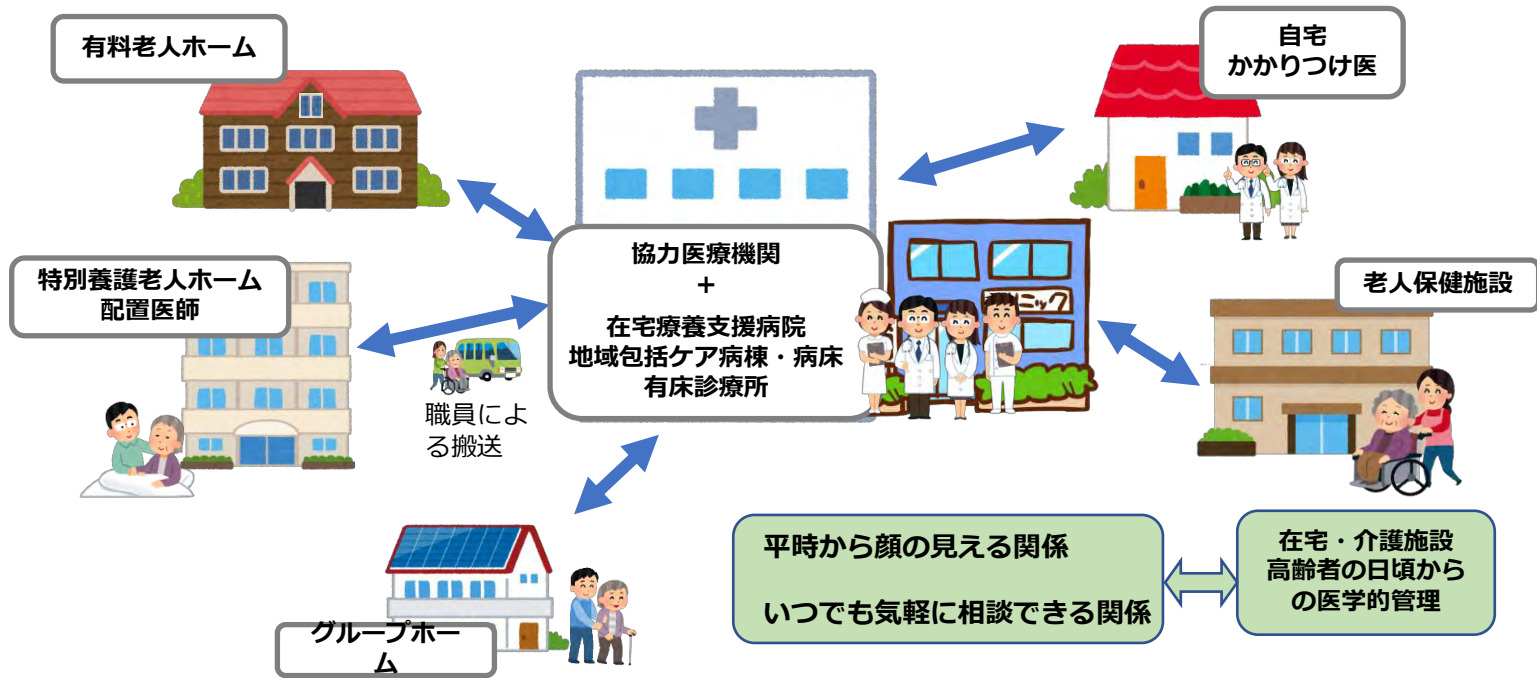 有料老人ホーム
自宅
かかりつけ医
特別養護老人ホーム
配置医師
協力医療機関
+
在宅療養支援病院
地域包括ケア病棟・病床
有床診療所
ニック
老人保健施設
職員によ
る搬送
グループホー
ム
平時から顔の見える関係
いつでも気軽に相談できる関係
在宅・介護施設
高齢者の日頃から
の医学的管理